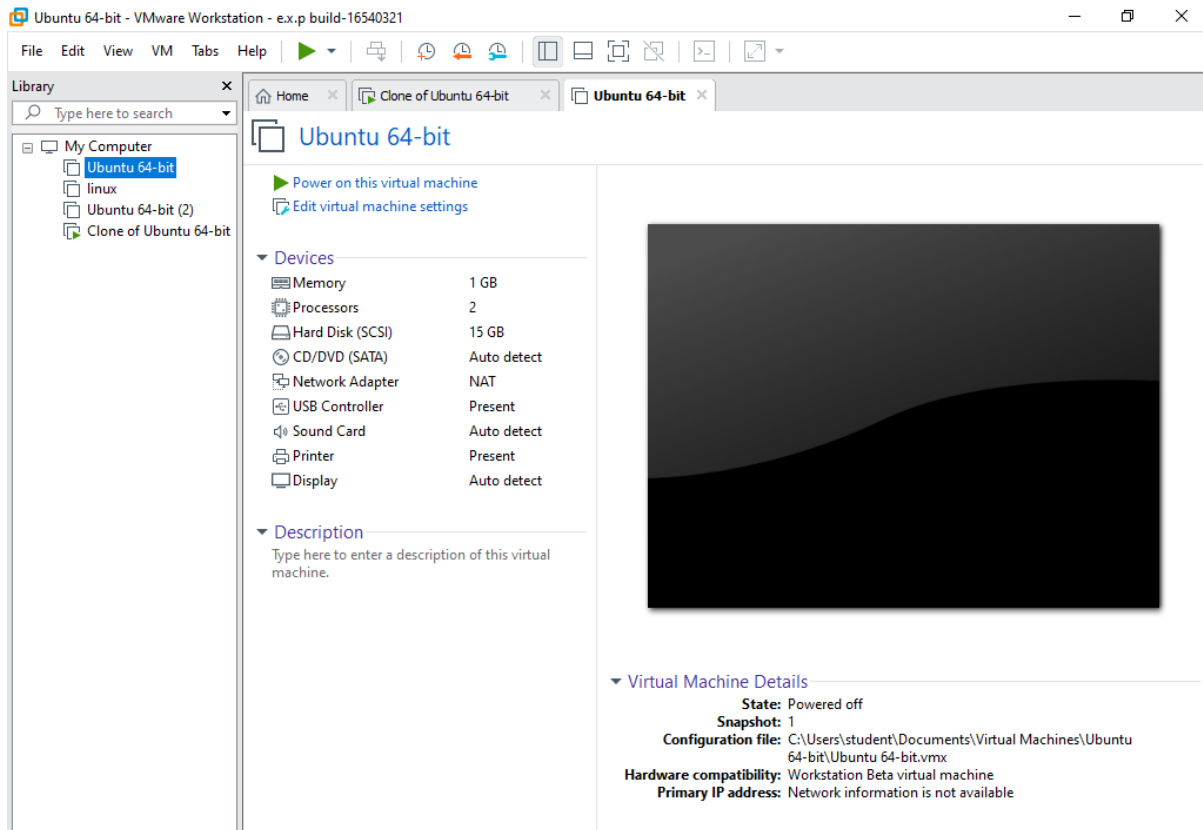 Ubuntu 64-bit - VMware Workstation - e.x.p build-16540321
File Edit View VM Tabs Help
Library
Type here to search
My Computer
Ubuntu 64-bit
linux
Ubuntu 64-bit (2)
Clone of Ubuntu 64-bit
Home
Clone of Ubuntu 64-bit
Ubuntu 64-bit
Ubuntu 64-bit
Power on this virtual machine
Edit virtual machine settings
Devices
Memory 1 GB
Processors 2
Hard Disk (SCSI) 15 GB
CD/DVD (SATA) Auto detect
Network Adapter NAT
USB Controller Present
Sound Card Auto detect
Printer Present
Display Auto detect
Description
Type here to enter a description of this virtual
machine.
Virtual Machine Details
State: Powered off
Snapshot: 1
Configuration file: C:\Users\student\Documents\Virtual Machines\Ubuntu
64-bit\Ubuntu 64-bit.vmx
Hardware compatibility: Workstation Beta virtual machine
Primary IP address: Network information is not available